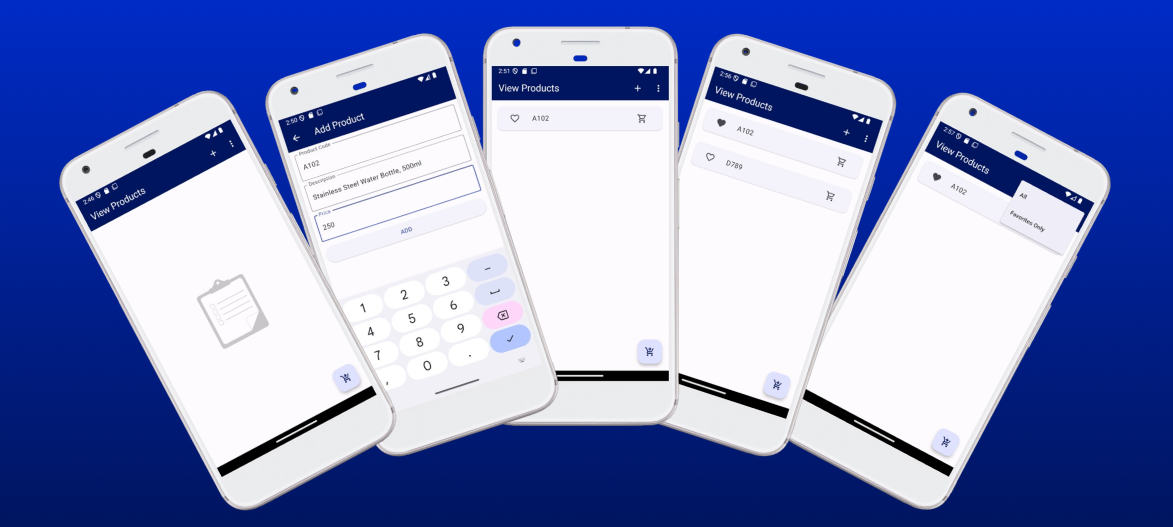 2:46
View Products
2:50
Add Product
Product Code
A102
Description
Stainless Steel Water Bottle, 500ml
Price
250
ADD
1 2 3 –
4 5 6
7 8 9
, 0 .
2:51
View Products
A102
2:56
View Products
A102
D789
2:57
View Products
A102
All
Favorites Only